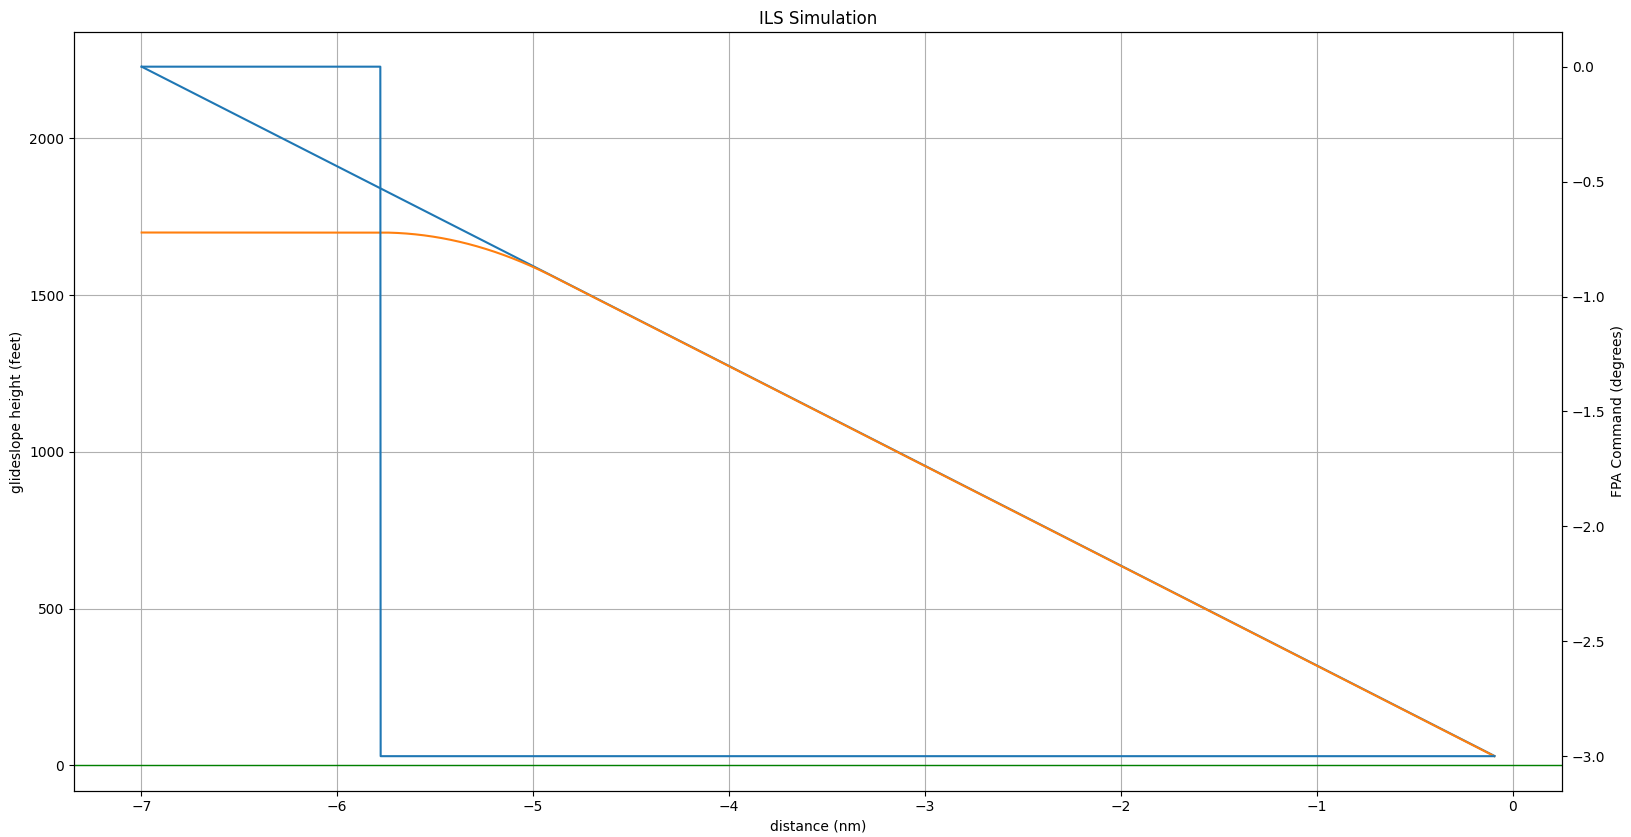 ILS Simulation
glideslope height (feet)
2000
1500
1000
500
0
0.0
−0.5
−1.0
−1.5
−2.0
−2.5
−3.0
FPA Command (degrees)
−7 −6 −5 −4 −3 −2 −1 0
distance (nm)